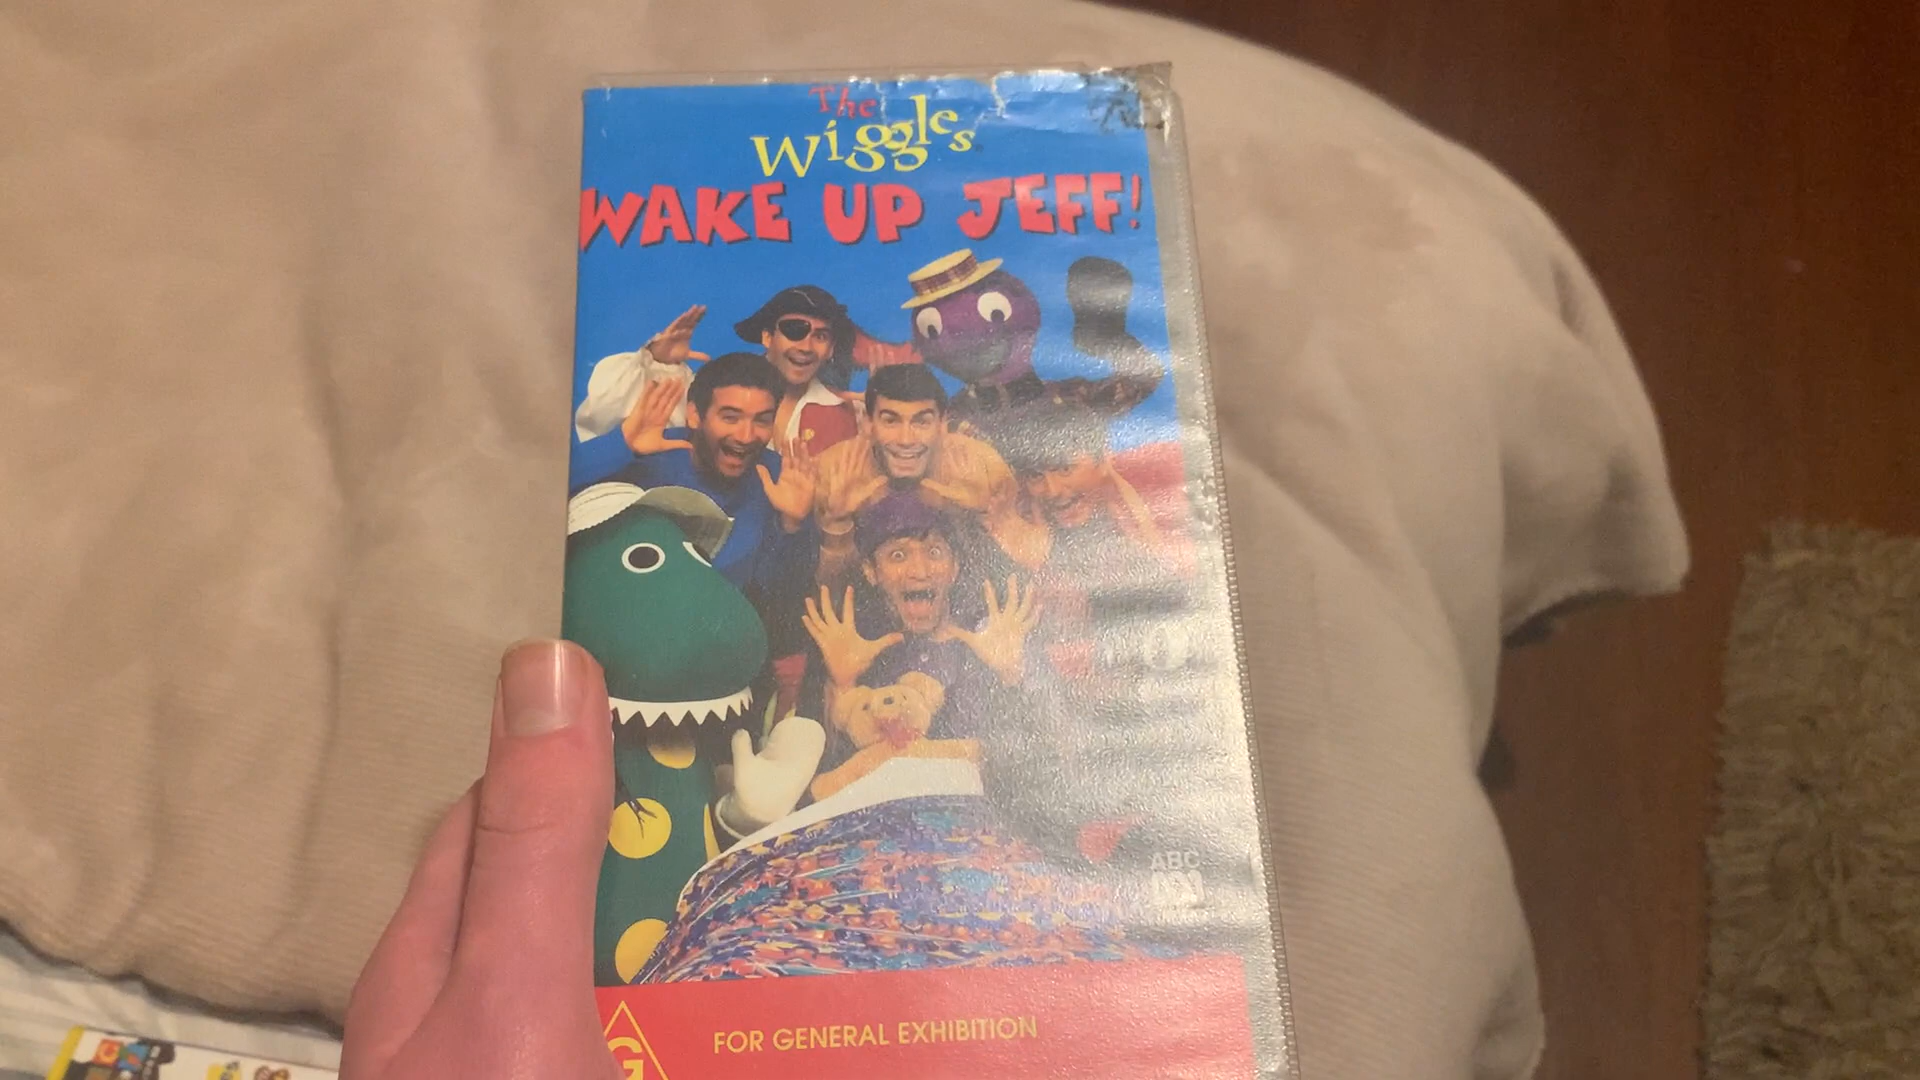 The
Wiggles
WAKE UP JEFF!
ABC
G
FOR GENERAL EXHIBITION